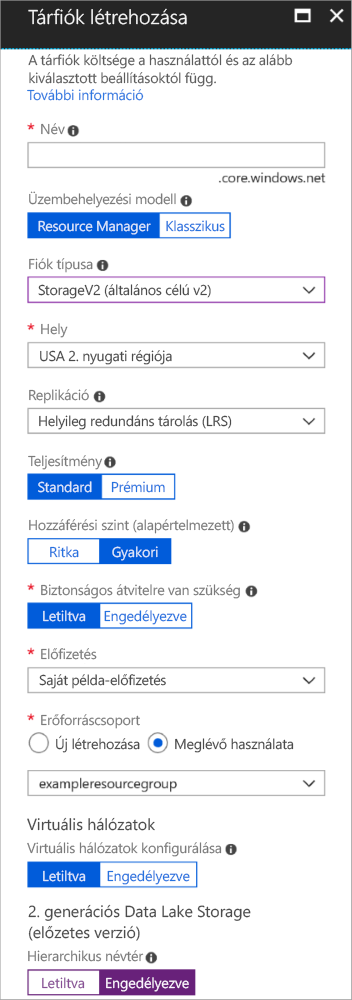 Tárfiók létrehozása
A tárfiók költsége a használattól és az alább
kiválasztott beállításoktól függ.
További információ
* Név
.core.windows.net
Üzembehelyezési modell
Resource Manager Klasszikus
Fiók típusa
StorageV2 (általános célú v2)
* Hely
USA 2. nyugati régiója
Replikáció
Helyileg redundáns tárolás (LRS)
Teljesítmény
Standard Prémium
Hozzáférési szint (alapértelmezett)
Ritka Gyakori
* Biztonságos átvitelre van szükség
Letiltva Engedélyezve
* Előfizetés
Saját példa-előfizetés
* Erőforráscsoport
Új létrehozása Meglévő használata
exampleresourcegroup
Virtuális hálózatok
Virtuális hálózatok konfigurálása
Letiltva Engedélyezve
2. generációs Data Lake Storage
(előzetes verzió)
Hierarchikus névtér
Letiltva Engedélyezve